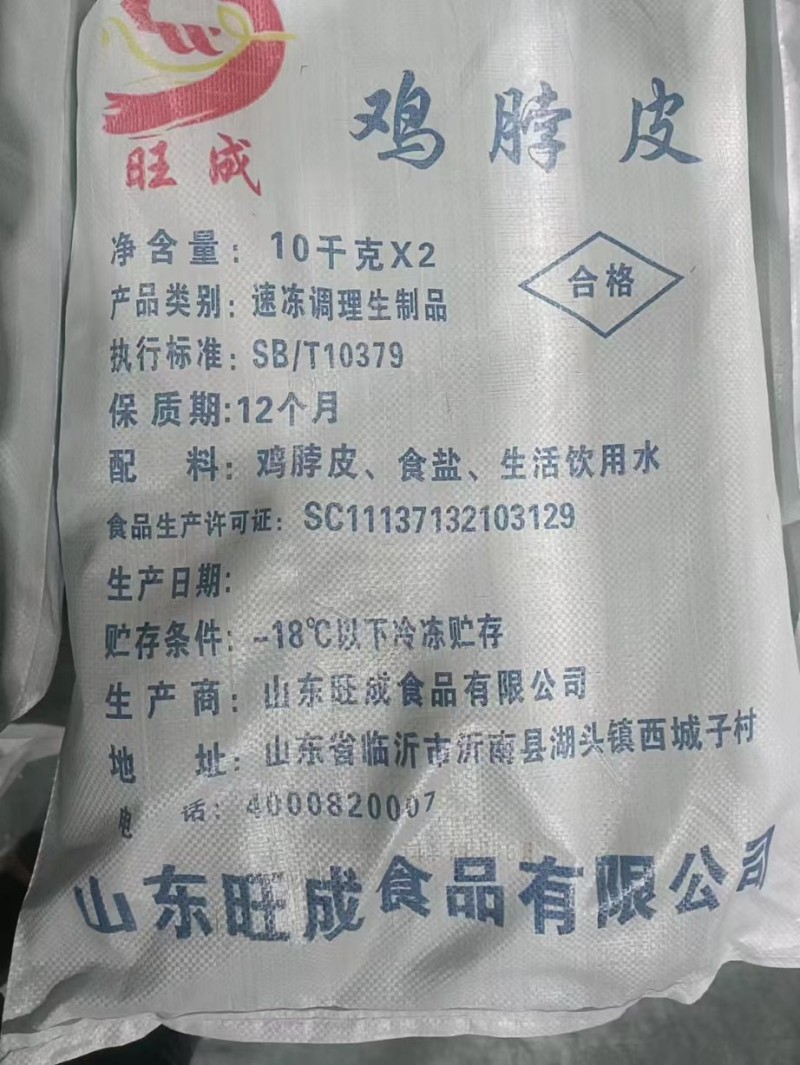 旺成
鸡脖皮
净含量：10千克X2
合格
产品类别：速冻调理生制品
执行标准：SB/T10379
保质期:12个月
配 料：鸡脖皮、食盐、生活饮用水
食品生产许可证：SC11137132103129
生产日期:
贮存条件：-18℃以下冷冻贮存
生产商：山东旺成食品有限公司
地 址：山东省临沂市沂南县湖头镇西城子村
电 话：4000820007
山东旺成食品有限公司